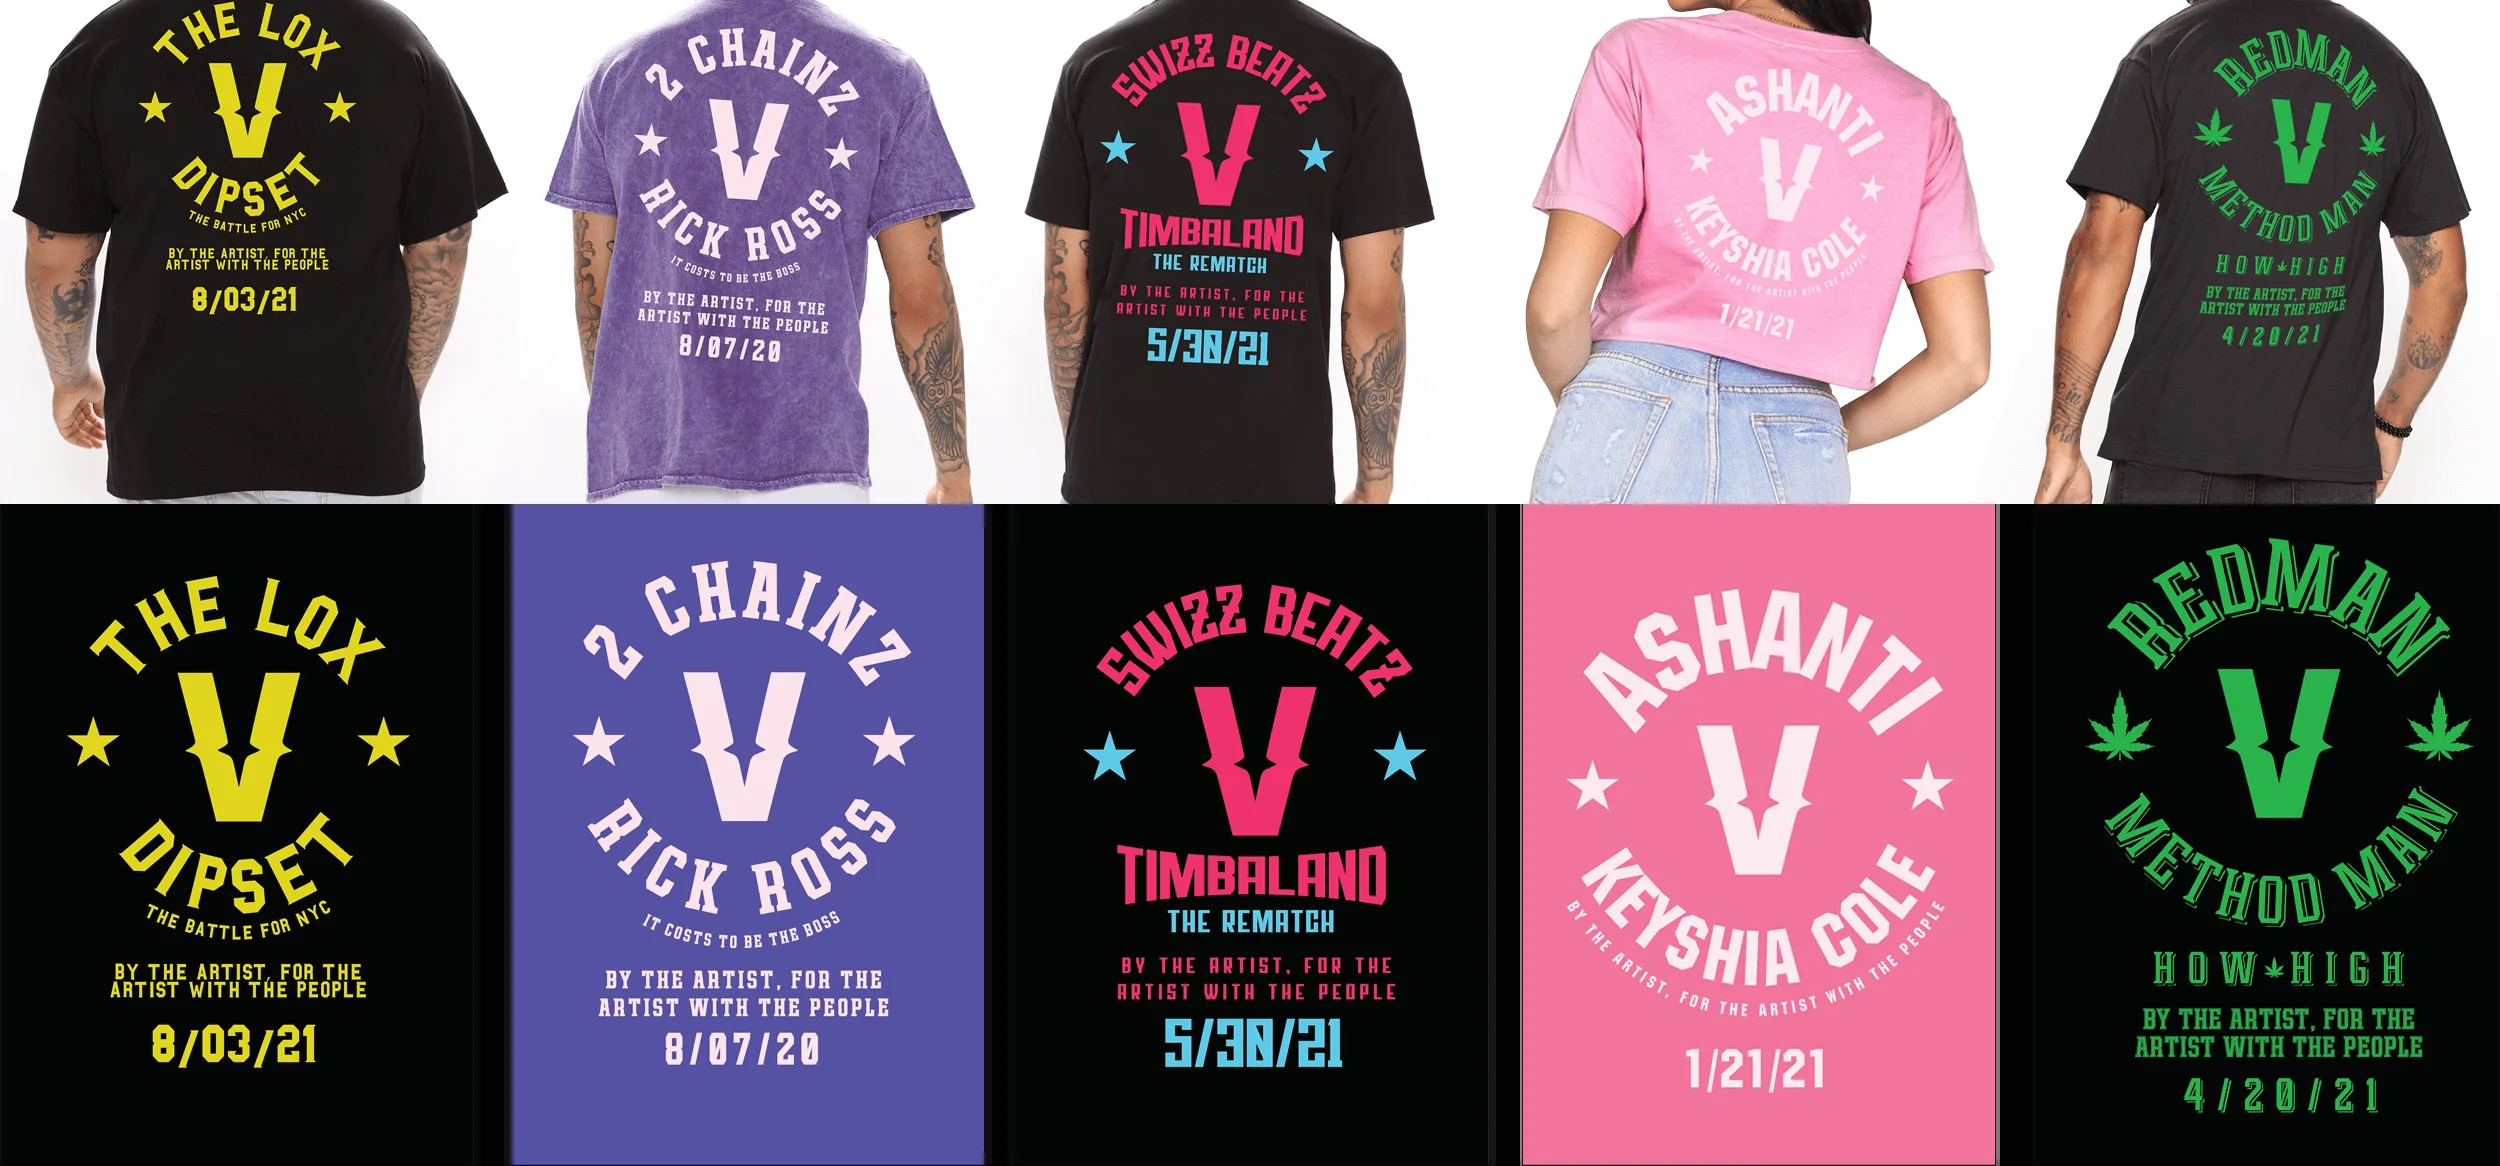 THE LOX
V
DIPSET
THE BATTLE FOR NYC
BY THE ARTIST, FOR THE
ARTIST WITH THE PEOPLE
8/03/21
2 CHAINZ
V
RICK ROSS
IT COSTS TO BE THE BOSS
BY THE ARTIST, FOR THE
ARTIST WITH THE PEOPLE
8/07/20
SWIZZ BEATZ
V
TIMBALAND
THE REMATCH
BY THE ARTIST, FOR THE
ARTIST WITH THE PEOPLE
5/30/21
ASHANTI
V
KEYSHIA COLE
BY THE ARTIST, FOR THE ARTIST WITH THE PEOPLE
1/21/21
REDMAN
V
METHOD MAN
HOW HIGH
BY THE ARTIST, FOR THE
ARTIST WITH THE PEOPLE
4/20/21
THE LOX
V
DIPSET
THE BATTLE FOR NYC
BY THE ARTIST, FOR THE
ARTIST WITH THE PEOPLE
8/03/21
2 CHAINZ
V
RICK ROSS
IT COSTS TO BE THE BOSS
BY THE ARTIST, FOR THE
ARTIST WITH THE PEOPLE
8/07/20
SWIZZ BEATZ
V
TIMBALAND
THE REMATCH
BY THE ARTIST, FOR THE
ARTIST WITH THE PEOPLE
5/30/21
ASHANTI
V
KEYSHIA COLE
BY THE ARTIST, FOR THE ARTIST WITH THE PEOPLE
1/21/21
REDMAN
V
METHOD MAN
HOW HIGH
BY THE ARTIST, FOR THE
ARTIST WITH THE PEOPLE
4/20/21